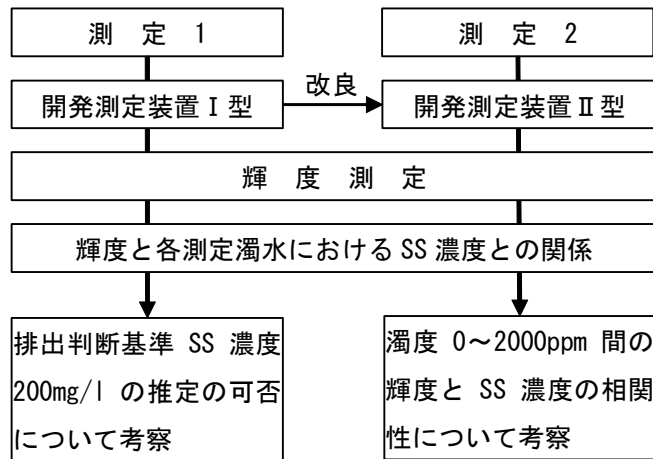 測 定 1
測 定 2
開発測定装置Ⅰ型
改良
開発測定装置Ⅱ型
輝 度 測 定
輝度と各測定濁水における SS 濃度との関係
排出判断基準 SS 濃度
200mg/l の推定の可否
について考察
濁度 0～2000ppm 間の
輝度と SS 濃度の相関
性について考察